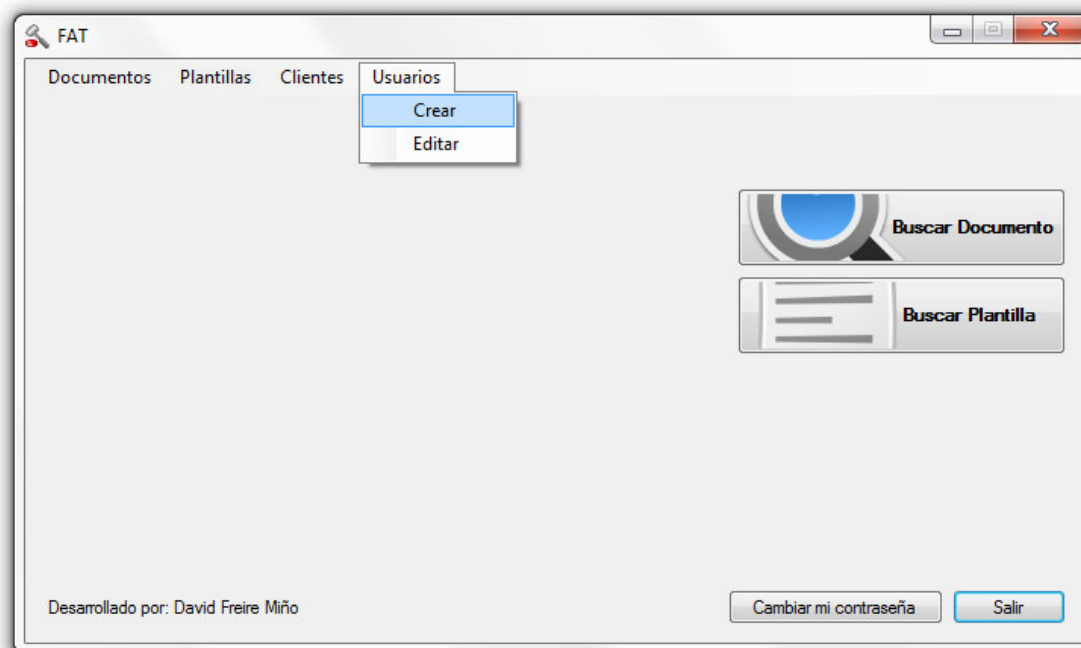 FAT
Documentos Plantillas Clientes Usuarios
Crear
Editar
Buscar Documento
Buscar Plantilla
Desarrollado por: David Freire Miño
Cambiar mi contraseña Salir